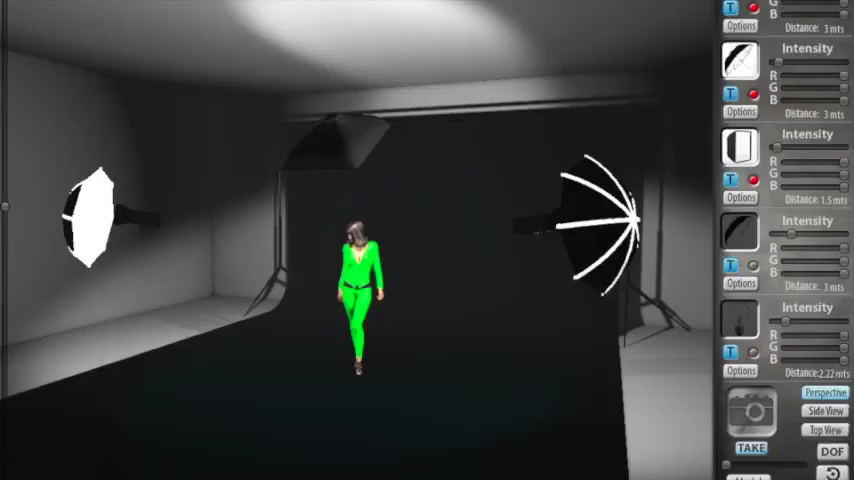 G
T
B
Options
Distance: 3 mts
Intensity
R
G
T
B
Options
Distance: 3 mts
Intensity
R
G
T
B
Options
Distance: 1.5 mts
Intensity
R
G
T
B
Options
Distance: 3 mts
Intensity
R
G
T
B
Options
Distance:2.22 mts
Perspective
Side View
Top View
TAKE
DOF